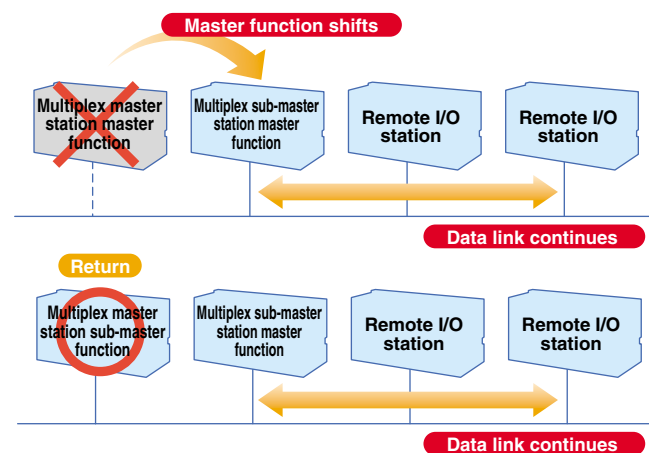 Master function shifts
Multiplex master
station master
function
Multiplex sub-master
station master
function
Remote I/O
station
Remote I/O
station
Data link continues
Return
Multiplex master
station sub-master
function
Multiplex sub-master
station master
function
Remote I/O
station
Remote I/O
station
Data link continues